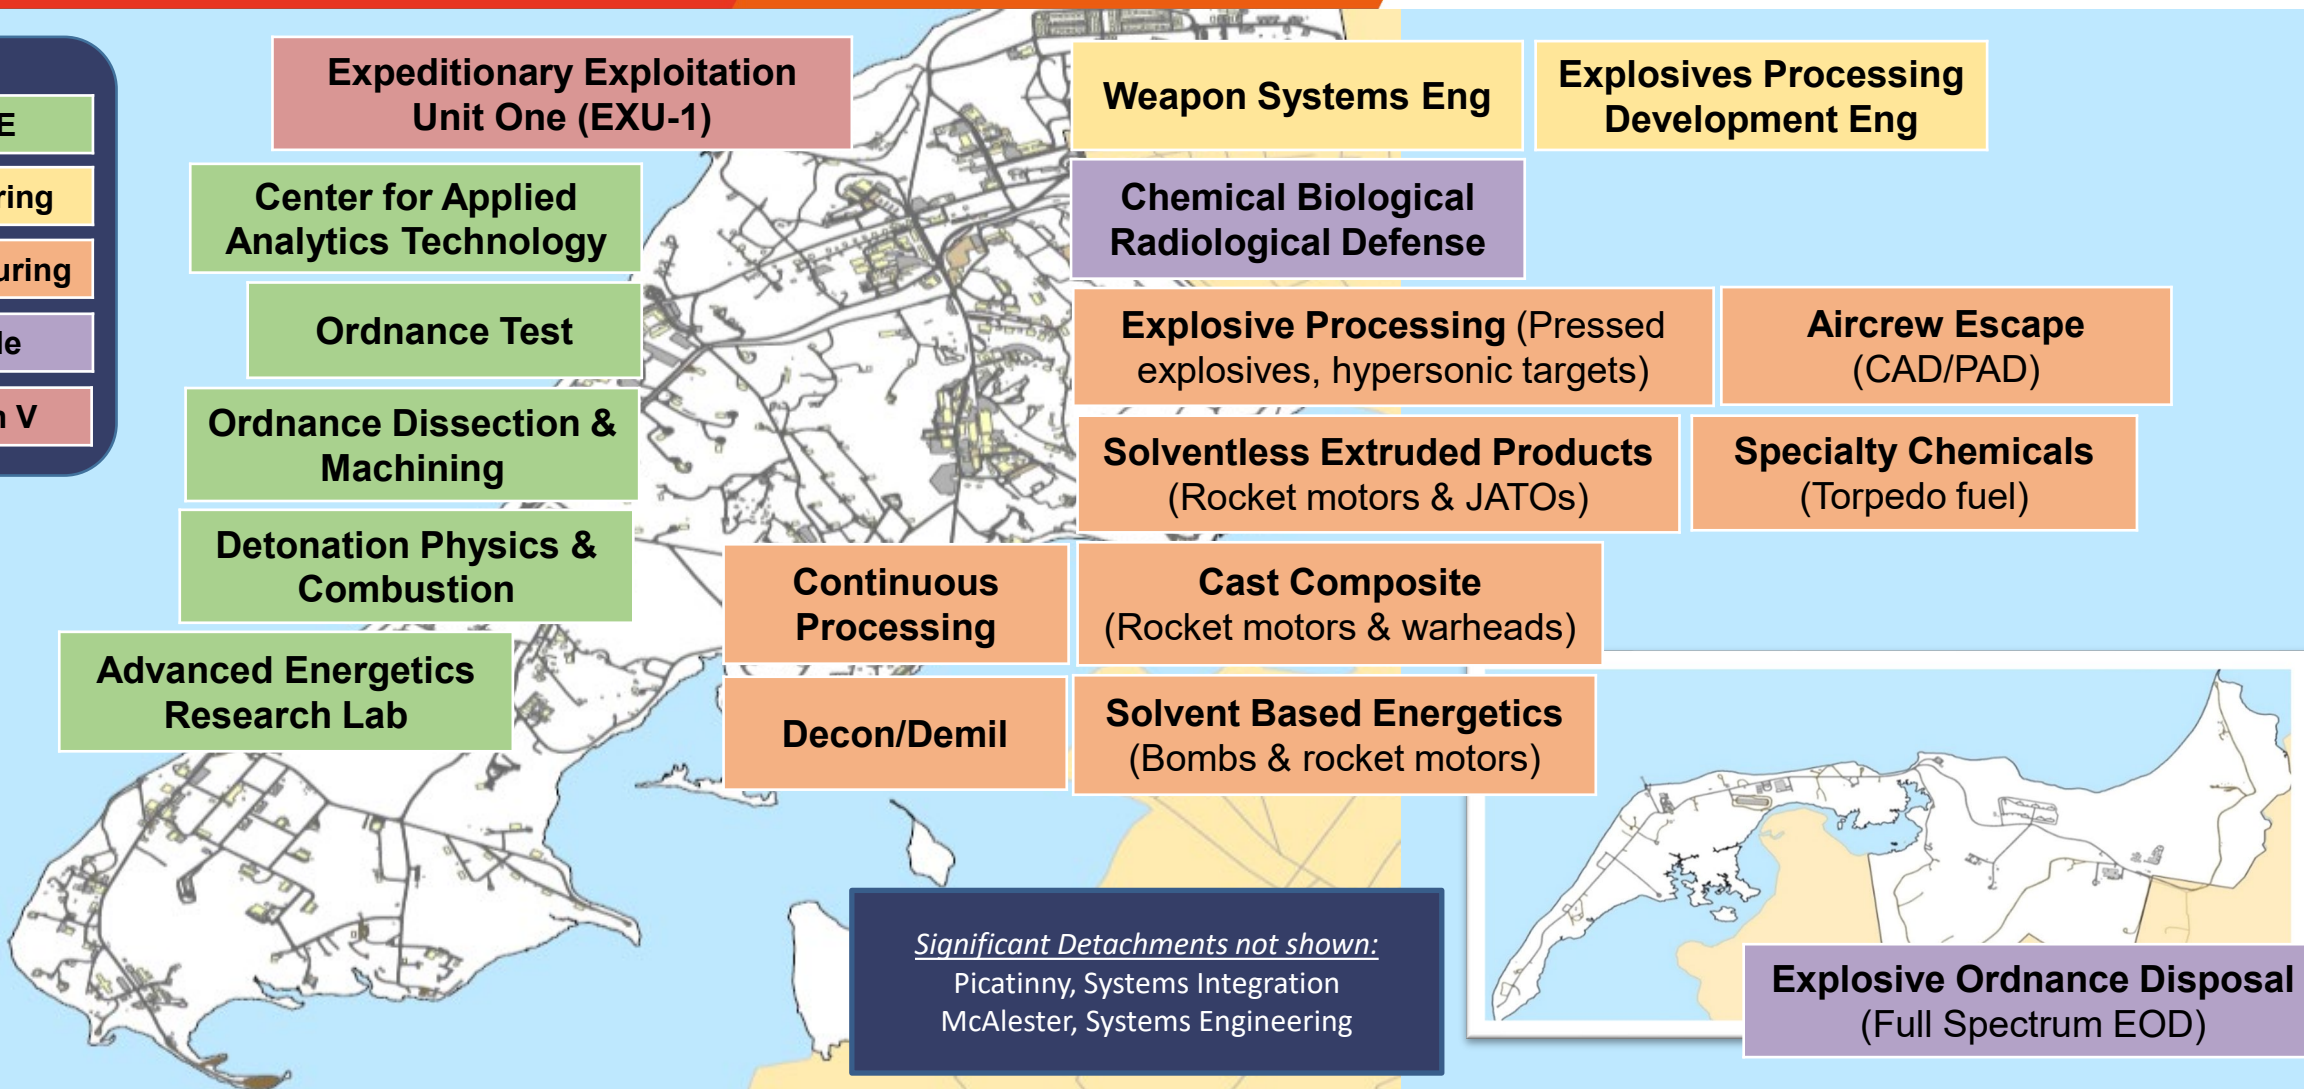 E
ring
uring
le
n V
Expeditionary Exploitation
Unit One (EXU-1)
Center for Applied
Analytics Technology
Ordnance Test
Ordnance Dissection &
Machining
Detonation Physics &
Combustion
Advanced Energetics
Research Lab
Weapon Systems Eng
Explosives Processing
Development Eng
Chemical Biological
Radiological Defense
Explosive Processing (Pressed
explosives, hypersonic targets)
Aircrew Escape
(CAD/PAD)
Solventless Extruded Products
(Rocket motors & JATOs)
Specialty Chemicals
(Torpedo fuel)
Continuous
Processing
Cast Composite
(Rocket motors & warheads)
Decon/Demil
Solvent Based Energetics
(Bombs & rocket motors)
Significant Detachments not shown:
Picatinny, Systems Integration
McAlester, Systems Engineering
Explosive Ordnance Disposal
(Full Spectrum EOD)